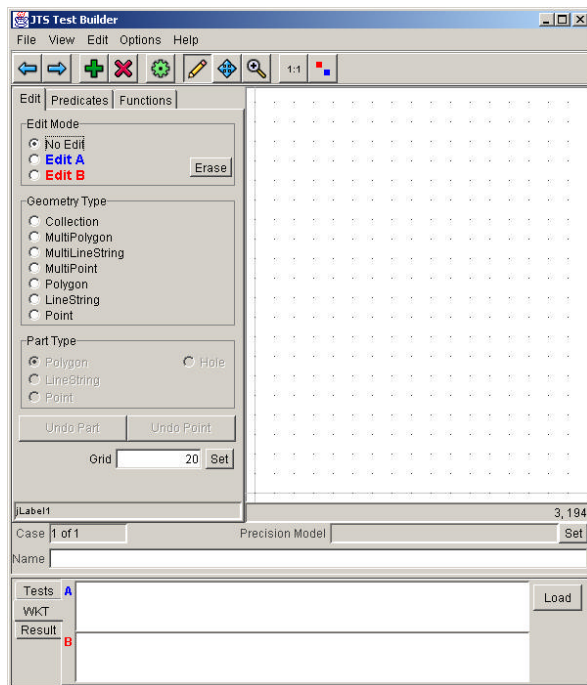 JTS Test Builder
File View Edit Options Help
1:1
Edit Predicates Functions
Edit Mode
No Edit
Edit A
Edit B
Erase
Geometry Type
Collection
MultiPolygon
MultiLineString
MultiPoint
Polygon
LineString
Point
Part Type
Polygon Hole
LineString
Point
Undo Part Undo Point
Grid 20 Set
jLabel1 3, 194
Case 1 of 1 Precision Model Set
Name
Tests A Load
WKT
Result
B